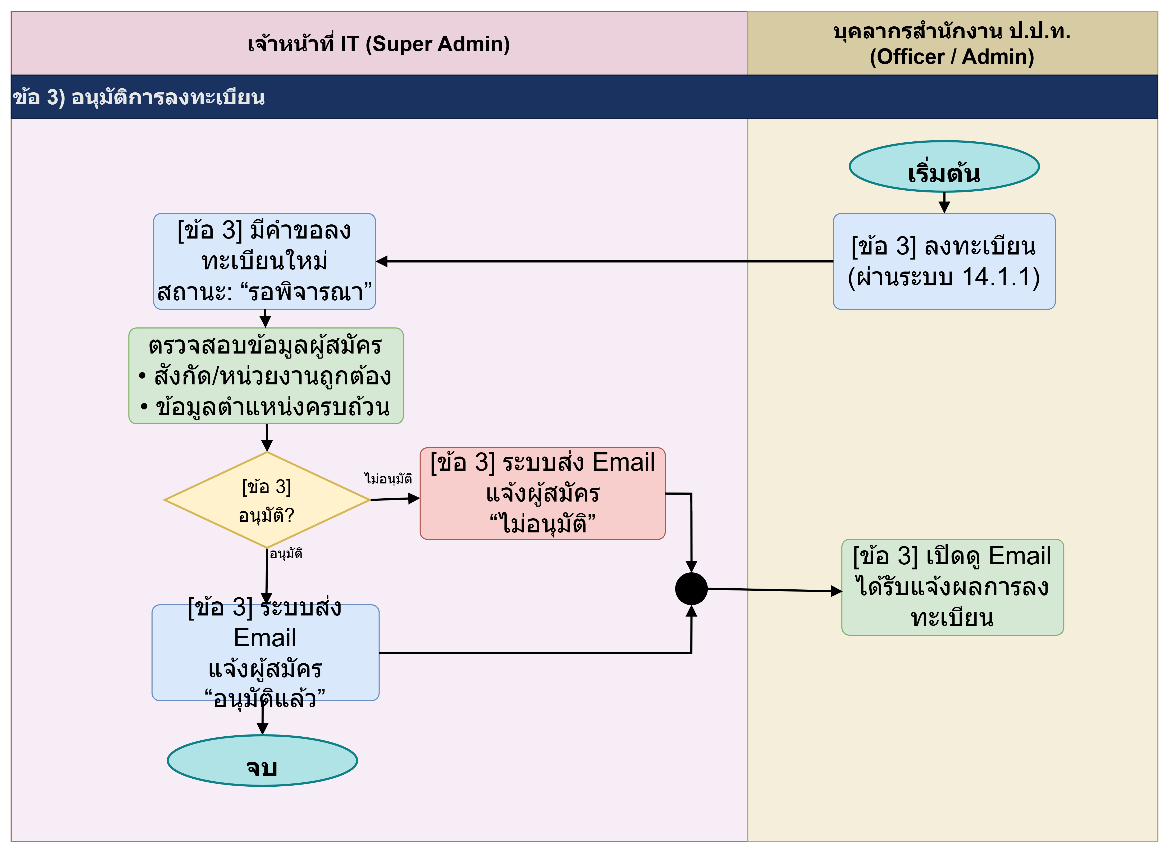 เจ้าหน้าที่ IT (Super Admin)
บุคลากรสำนักงาน ป.ป.ท.
(Officer / Admin)
ข้อ 3) อนุมัติการลงทะเบียน
เริ่มต้น
[ข้อ 3] ลงทะเบียน
(ผ่านระบบ 14.1.1)
[ข้อ 3] มีคำขอลง
ทะเบียนใหม่
สถานะ: “รอพิจารณา”
ตรวจสอบข้อมูลผู้สมัคร
• สังกัด/หน่วยงานถูกต้อง
• ข้อมูลตำแหน่งครบถ้วน
[ข้อ 3]
อนุมัติ?
ไม่อนุมัติ
[ข้อ 3] ระบบส่ง Email
แจ้งผู้สมัคร
“ไม่อนุมัติ”
อนุมัติ
[ข้อ 3] ระบบส่ง
Email
แจ้งผู้สมัคร
“อนุมัติแล้ว”
[ข้อ 3] เปิดดู Email
ได้รับแจ้งผลการลง
ทะเบียน
จบ